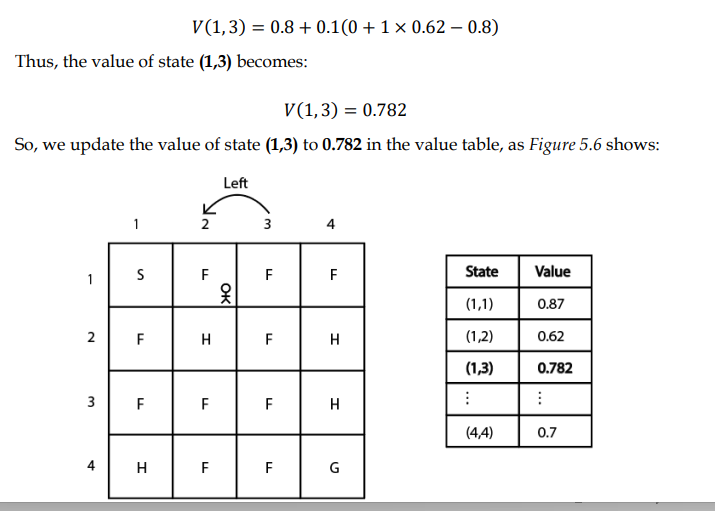 V(1,3) = 0.8 + 0.1(0 + 1 × 0.62 − 0.8)
Thus, the value of state (1,3) becomes:
V(1,3) = 0.782
So, we update the value of state (1,3) to 0.782 in the value table, as Figure 5.6 shows:
Left
1 2 3 4
1 S F F F
2 F H F H
3 F F F H
4 H F F G
State Value
(1,1) 0.87
(1,2) 0.62
(1,3) 0.782
⋮ ⋮
(4,4) 0.7